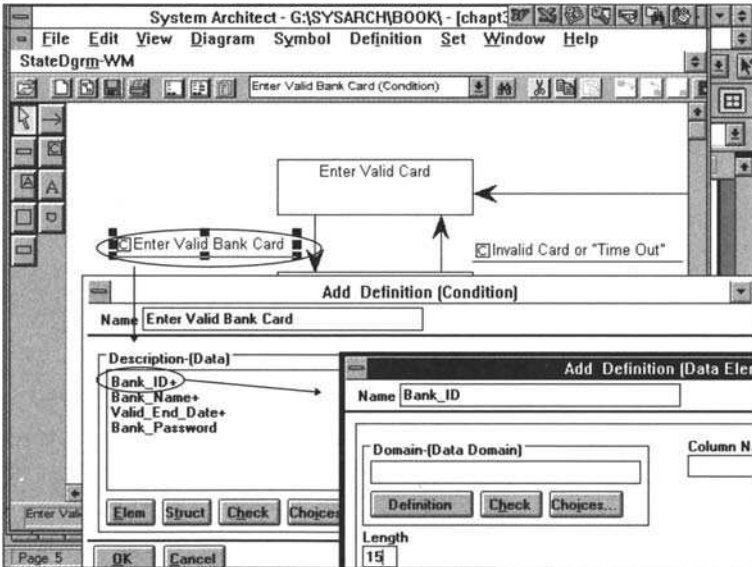 System Architect - G:\SYSARCH\BOOK\ - [chapt3
File Edit View Diagram Symbol Definition Set Window Help
StateDgrm-WM
Enter Valid Bank Card (Condition)
Enter Valid Card
C Enter Valid Bank Card
C Invalid Card or "Time Out"
Add Definition (Condition)
Name Enter Valid Bank Card
Description-(Data)
Bank_ID+
Bank_Name+
Valid_End_Date+
Bank_Password
Elem Struct Check Choices
OK Cancel
Add Definition (Data Elem
Name Bank_ID
Domain-(Data Domain)
Column N
Definition Check Choices...
Length
15
Enter Vali
Page 5